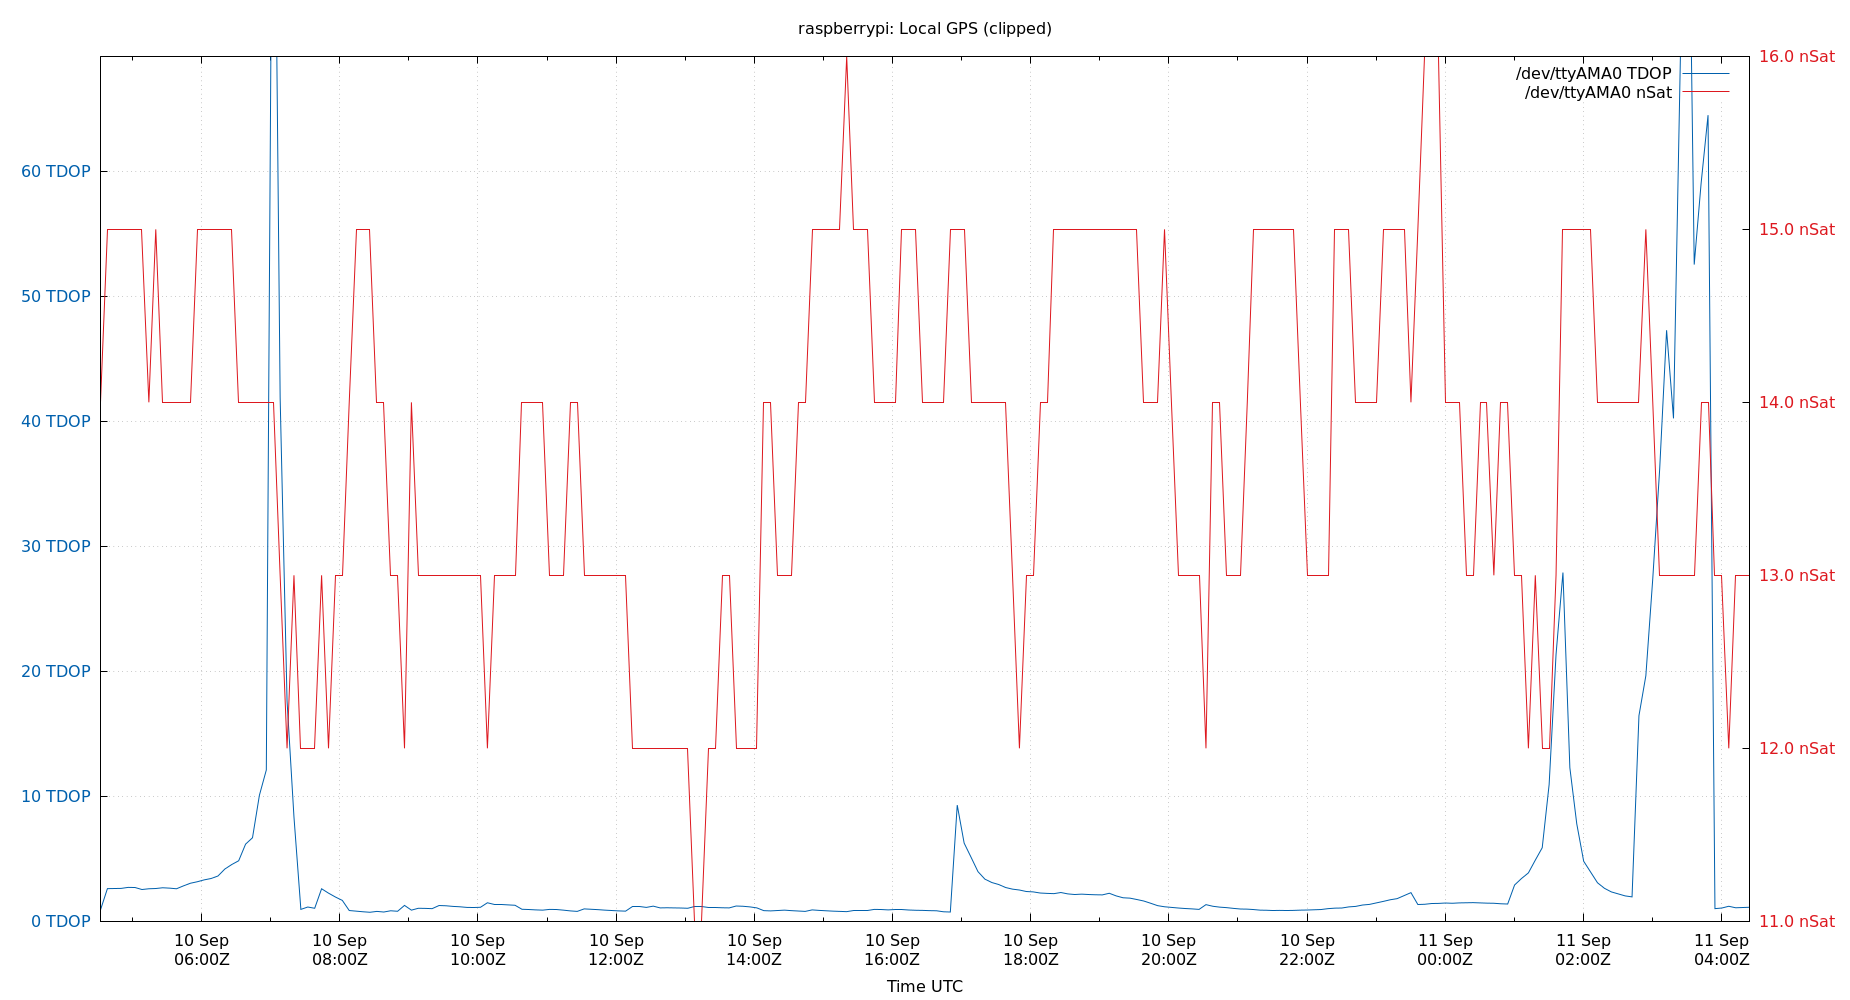 raspberrypi: Local GPS (clipped)
/dev/ttyAMA0 TDOP
/dev/ttyAMA0 nSat
60 TDOP
50 TDOP
40 TDOP
30 TDOP
20 TDOP
10 TDOP
0 TDOP
16.0 nSat
15.0 nSat
14.0 nSat
13.0 nSat
12.0 nSat
11.0 nSat
10 Sep
06:00Z
10 Sep
08:00Z
10 Sep
10:00Z
10 Sep
12:00Z
10 Sep
14:00Z
10 Sep
16:00Z
10 Sep
18:00Z
10 Sep
20:00Z
10 Sep
22:00Z
11 Sep
00:00Z
11 Sep
02:00Z
11 Sep
04:00Z
Time UTC